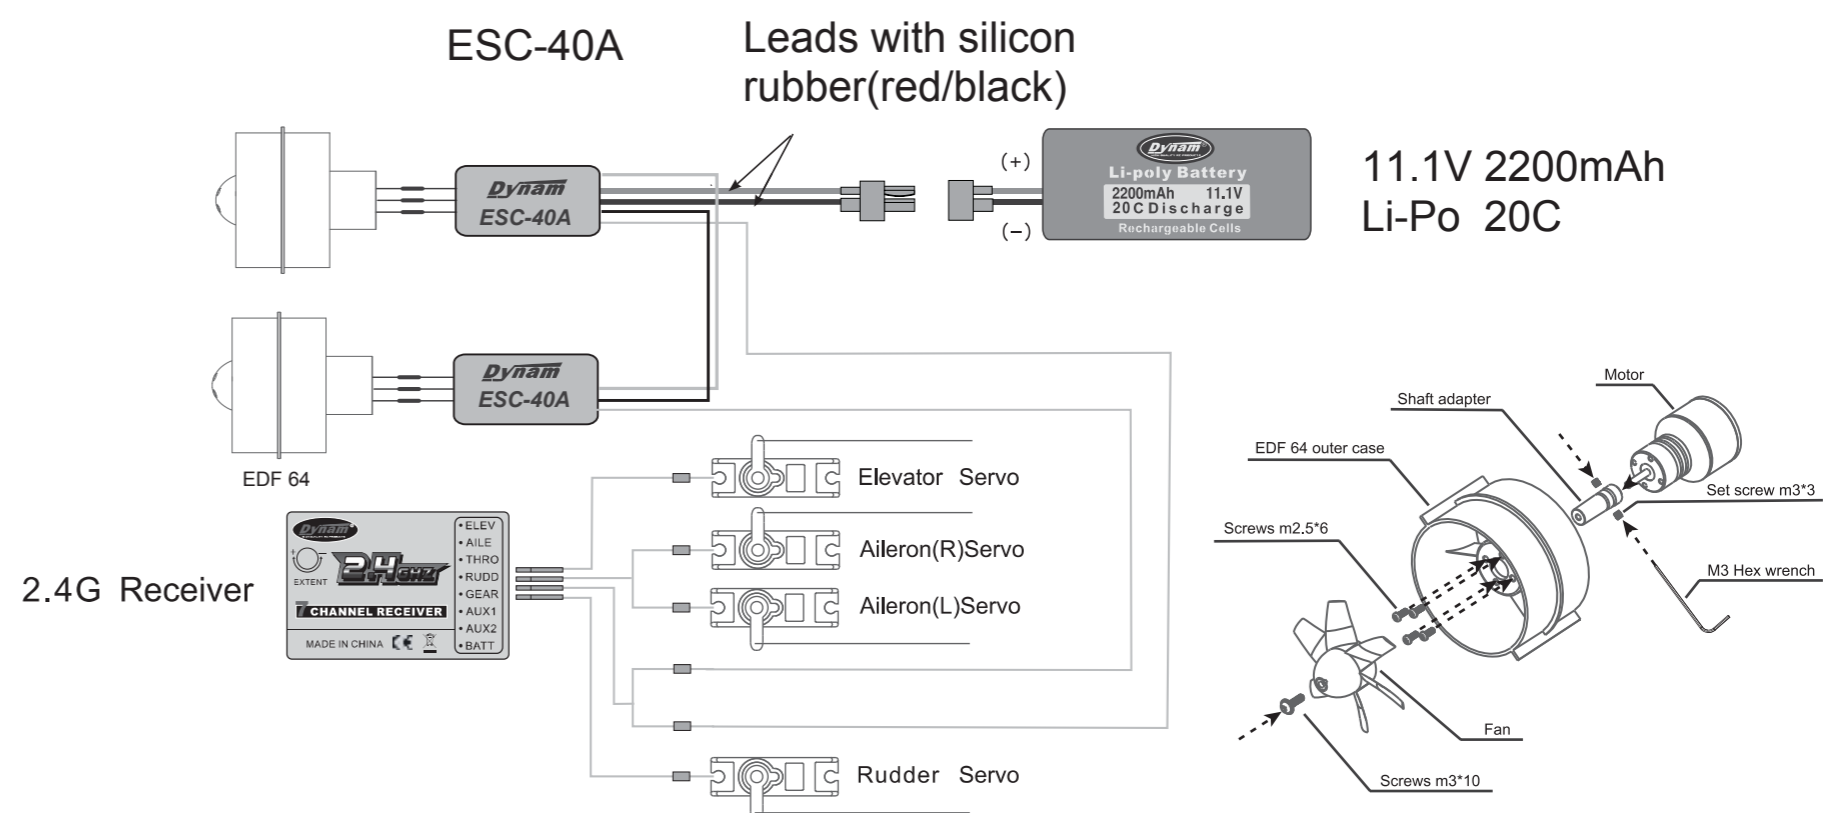 ESC-40A
Leads with silicon
rubber(red/black)
Dynam
ESC-40A
(+)
(−)
Dynam
Li-poly Battery
2200mAh 11.1V
20C Discharge
Rechargeable Cells
11.1V 2200mAh
Li-Po 20C
Dynam
ESC-40A
EDF 64
Elevator Servo
Aileron(R)Servo
Aileron(L)Servo
Rudder Servo
2.4G Receiver
Dynam
EXTENT
2.4GHZ
7 CHANNEL RECEIVER
MADE IN CHINA CE
• ELEV
• AILE
• THRO
• RUDD
• GEAR
• AUX1
• AUX2
• BATT
Motor
Shaft adapter
EDF 64 outer case
Set screw m3*3
Screws m2.5*6
M3 Hex wrench
Fan
Screws m3*10